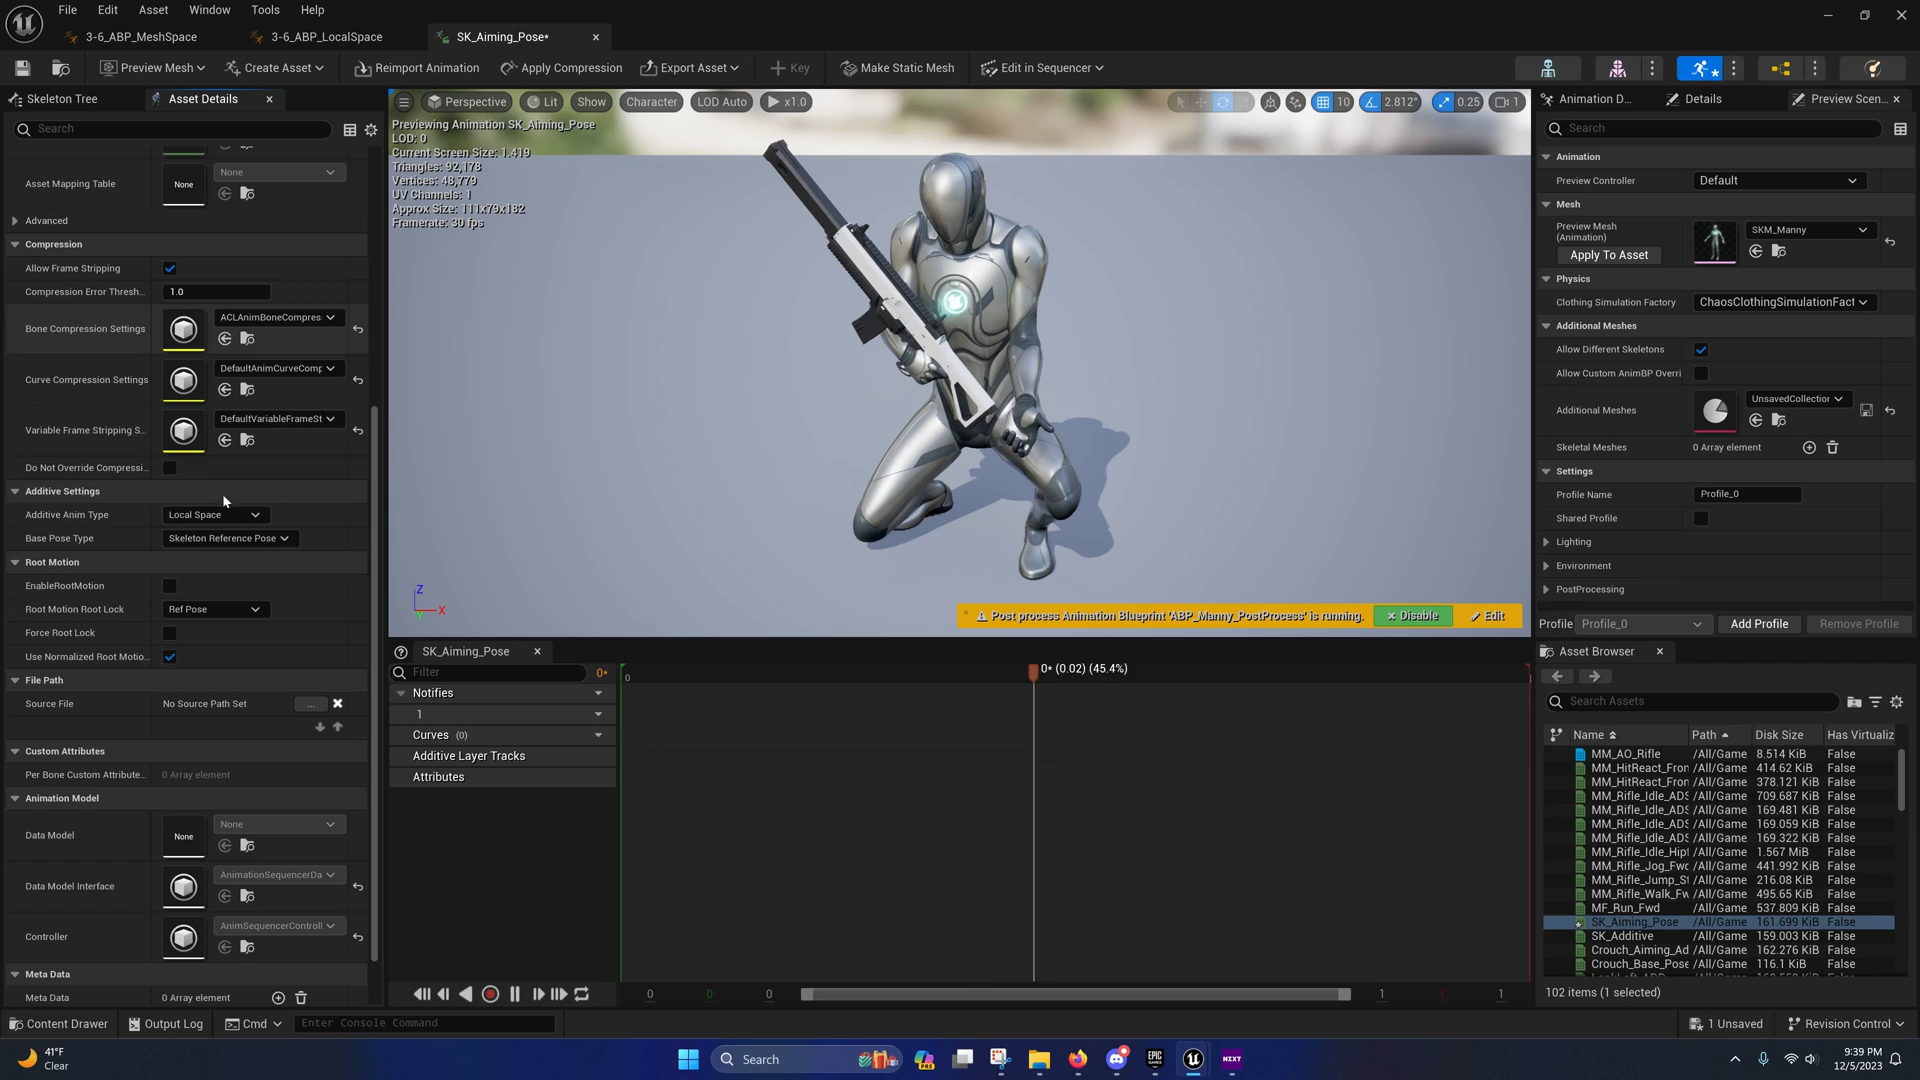 File Edit Asset Window Tools Help
3-6_ABP_MeshSpace 3-6_ABP_LocalSpace SK_Aiming_Pose*
Preview Mesh Create Asset Reimport Animation Apply Compression Export Asset Key Make Static Mesh Edit in Sequencer
Skeleton Tree Asset Details
Search
None
Asset Mapping Table None
Advanced
Compression
Allow Frame Stripping
Compression Error Thresh... 1.0
Bone Compression Settings ACLAnimBoneCompres
Curve Compression Settings DefaultAnimCurveComp
Variable Frame Stripping S... DefaultVariableFrameSt
Do Not Override Compressi...
Additive Settings
Additive Anim Type Local Space
Base Pose Type Skeleton Reference Pose
Root Motion
EnableRootMotion
Root Motion Root Lock Ref Pose
Force Root Lock
Use Normalized Root Motio...
File Path
Source File No Source Path Set ...
Custom Attributes
Per Bone Custom Attribute... 0 Array element
Animation Model
None
Data Model None
Data Model Interface AnimationSequencerDa
Controller AnimSequencerControll
Meta Data
Meta Data 0 Array element
Perspective Lit Show Character LOD Auto x1.0 10 2.812° 0.25 1
Previewing Animation SK_Aiming_Pose
LOD: 0
Current Screen Size: 1.419
Triangles: 92,178
Vertices: 48,779
UV Channels: 1
Approx Size: 111x79x182
Framerate: 30 fps
Z
X
Post process Animation Blueprint 'ABP_Manny_PostProcess' is running. Disable Edit
SK_Aiming_Pose
Filter 0*
0 0* (0.02) (45.4%)
Notifies
1
Curves (0)
Additive Layer Tracks
Attributes
0 0 0 1 1
Animation D... Details Preview Scen...
Search
Animation
Preview Controller Default
Mesh
Preview Mesh
(Animation)
SKM_Manny
Apply To Asset
Physics
Clothing Simulation Factory ChaosClothingSimulationFact
Additional Meshes
Allow Different Skeletons
Allow Custom AnimBP Overri
Additional Meshes UnsavedCollection
Skeletal Meshes 0 Array element
Settings
Profile Name Profile_0
Shared Profile
Lighting
Environment
PostProcessing
Profile Profile_0 Add Profile Remove Profile
Asset Browser
Search Assets
Name Path Disk Size Has Virtualiz
MM_AO_Rifle /All/Game 8.514 KiB False
MM_HitReact_Fron /All/Game 414.62 KiB False
MM_HitReact_Fron /All/Game 378.121 KiB False
MM_Rifle_Idle_ADS /All/Game 709.687 KiB False
MM_Rifle_Idle_ADS /All/Game 169.481 KiB False
MM_Rifle_Idle_ADS /All/Game 169.059 KiB False
MM_Rifle_Idle_ADS /All/Game 169.322 KiB False
MM_Rifle_Idle_Hipf /All/Game 1.567 MiB False
MM_Rifle_Jog_Fwd /All/Game 441.992 KiB False
MM_Rifle_Jump_St /All/Game 216.08 KiB False
MM_Rifle_Walk_Fw /All/Game 495.65 KiB False
MF_Run_Fwd /All/Game 537.809 KiB False
SK_Aiming_Pose /All/Game 161.699 KiB False
SK_Additive /All/Game 159.003 KiB False
Crouch_Aiming_Ad /All/Game 162.276 KiB False
Crouch_Base_Pose /All/Game 116.1 KiB False
102 items (1 selected)
Content Drawer Output Log Cmd Enter Console Command 1 Unsaved Revision Control
41°F
Clear
Search
PRE
EPIC
GAMES
NZXT
9:39 PM
12/5/2023